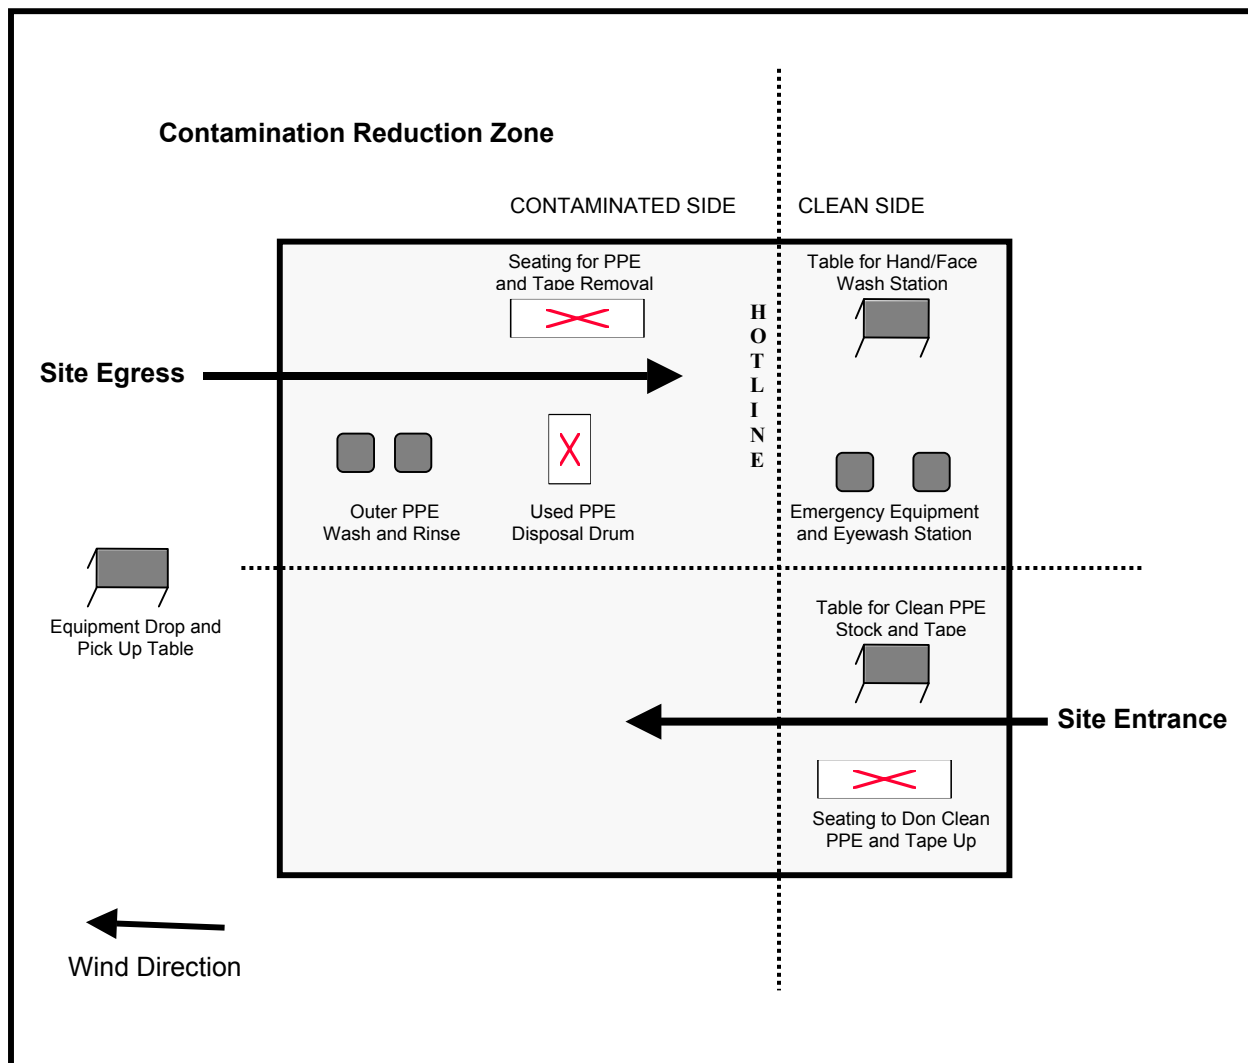 Contamination Reduction Zone
CONTAMINATED SIDE
CLEAN SIDE
Seating for PPE
and Tape Removal
Table for Hand/Face
Wash Station
HOTLINE
Site Egress
Outer PPE
Wash and Rinse
Used PPE
Disposal Drum
Emergency Equipment
and Eyewash Station
Equipment Drop and
Pick Up Table
Table for Clean PPE
Stock and Tape
Site Entrance
Seating to Don Clean
PPE and Tape Up
Wind Direction